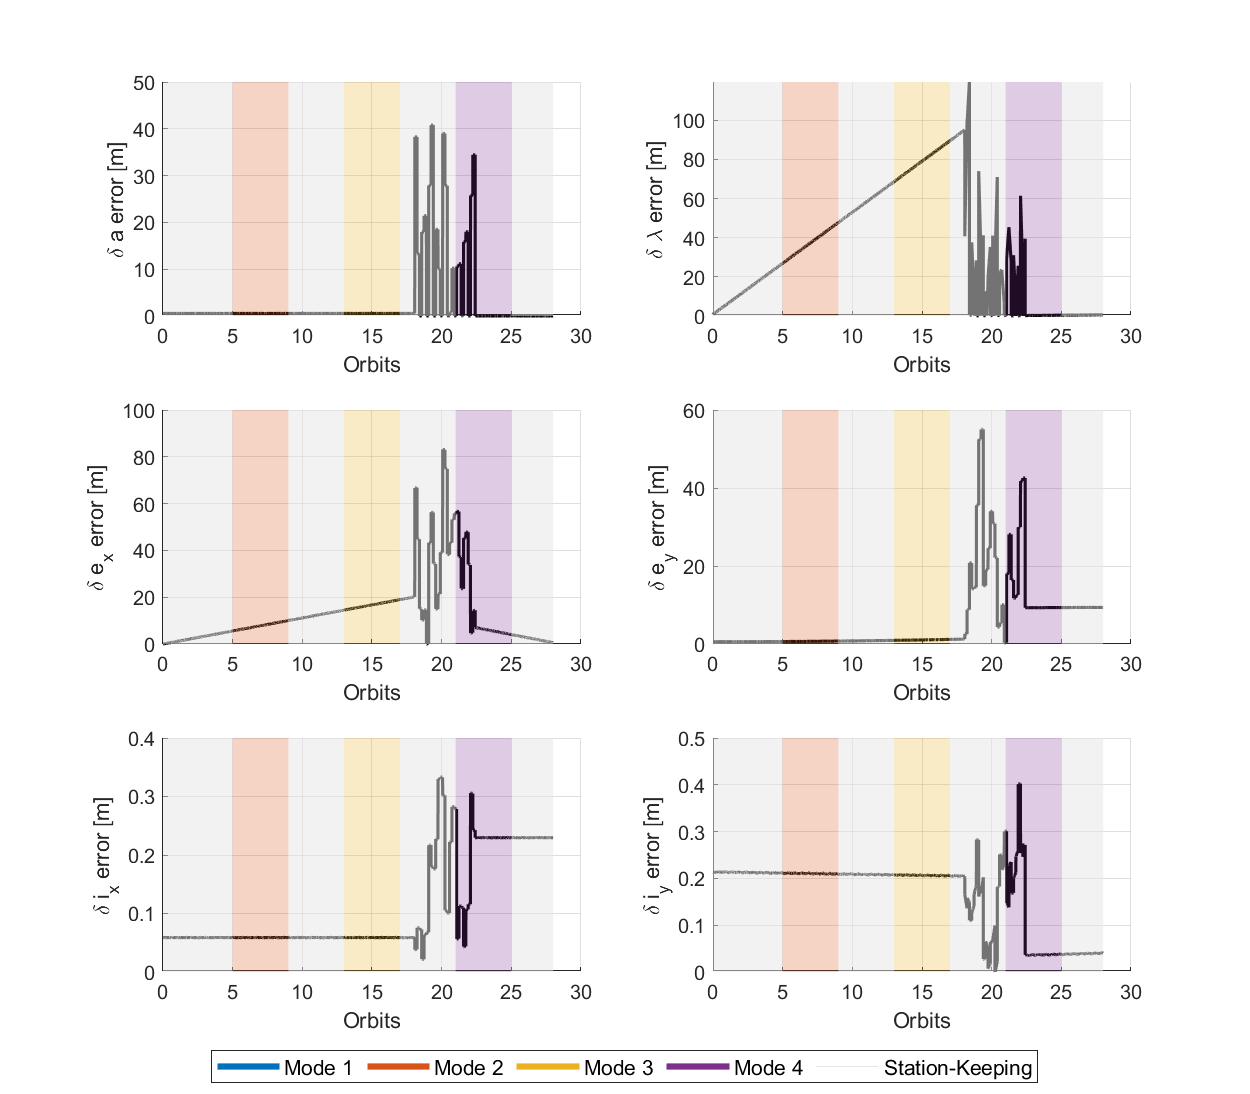 50
40
30
20
10
0
δ a error [m]
0 5 10 15 20 25 30
Orbits
100
80
60
40
20
0
δ λ error [m]
0 5 10 15 20 25 30
Orbits
100
80
60
40
20
0
δ e_x error [m]
0 5 10 15 20 25 30
Orbits
60
40
20
0
δ e_y error [m]
0 5 10 15 20 25 30
Orbits
0.4
0.3
0.2
0.1
0
δ i_x error [m]
0 5 10 15 20 25 30
Orbits
0.5
0.4
0.3
0.2
0.1
0
δ i_y error [m]
0 5 10 15 20 25 30
Orbits
Mode 1 Mode 2 Mode 3 Mode 4 Station-Keeping